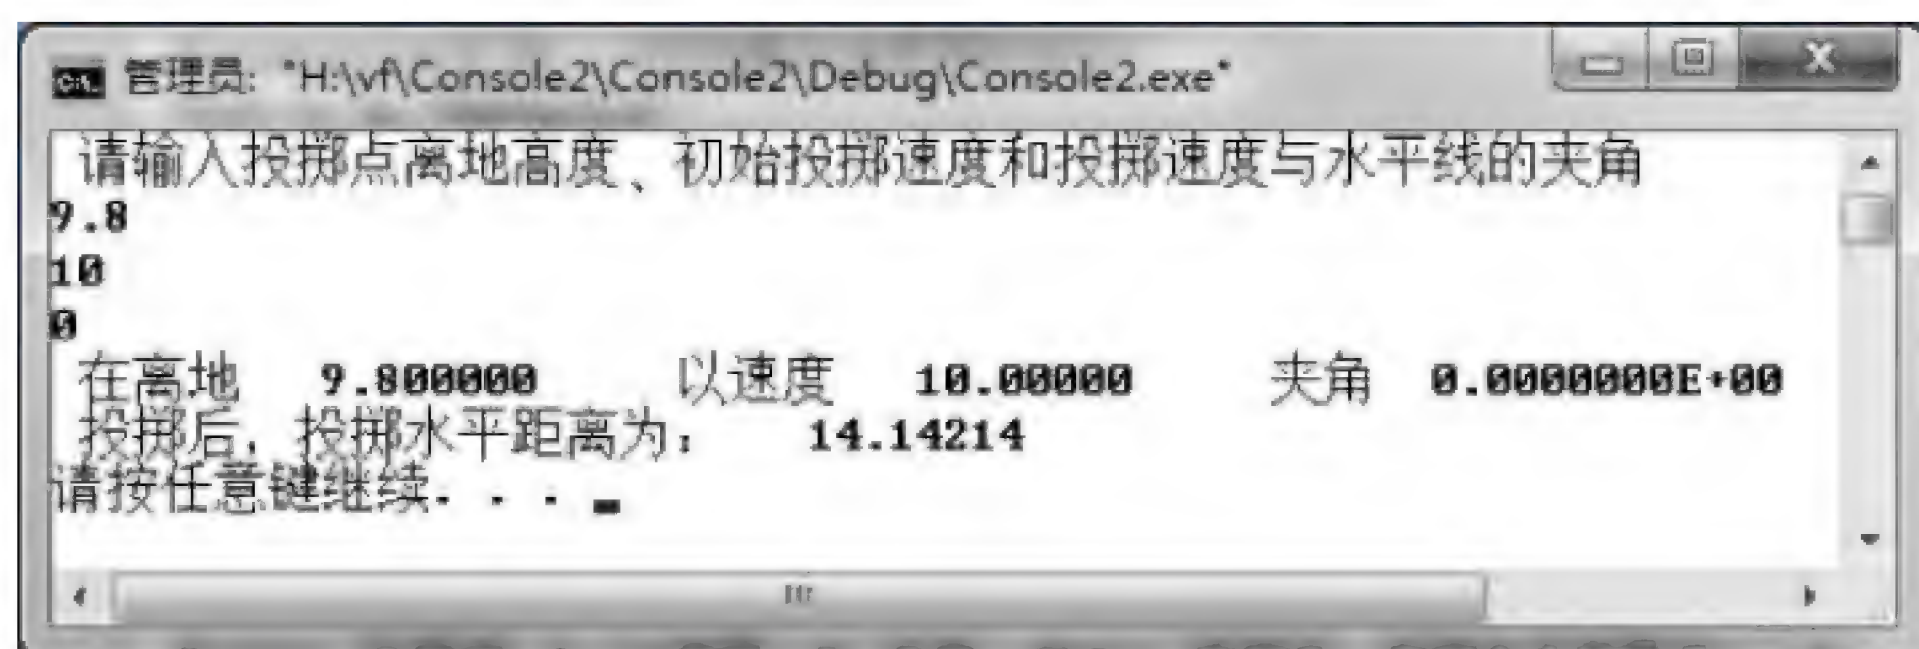 管理员: "H:\vf\Console2\Console2\Debug\Console2.exe"
请输入投掷点离地高度、初始投掷速度和投掷速度与水平线的夹角
9.8
10
0
在离地 9.800000 以速度 10.00000 夹角 0.0000000E+00
投掷后，投掷水平距离为： 14.14214
请按任意键继续. . .